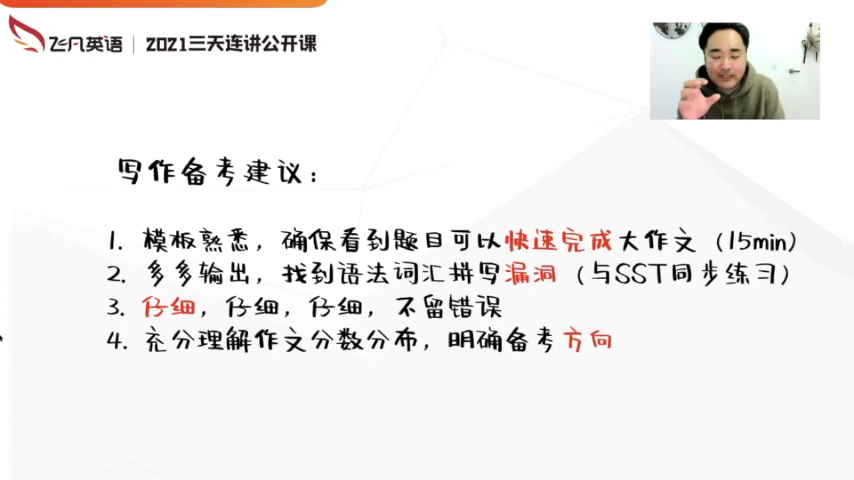 飞凡英语 | 2021三天连讲公开课
写作备考建议：
1. 模板熟悉，确保看到题目可以快速完成大作文（15min）
2. 多多输出，找到语法词汇拼写漏洞（与SST同步练习）
3. 仔细，仔细，仔细，不留错误
4. 充分理解作文分数分布，明确备考方向